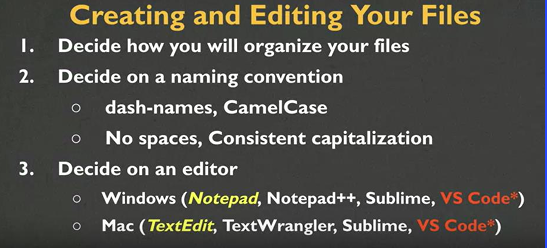 Creating and Editing Your Files
1. Decide how you will organize your files
2. Decide on a naming convention
○ dash-names, CamelCase
○ No spaces, Consistent capitalization
3. Decide on an editor
○ Windows (Notepad, Notepad++, Sublime, VS Code*)
○ Mac (TextEdit, TextWrangler, Sublime, VS Code*)